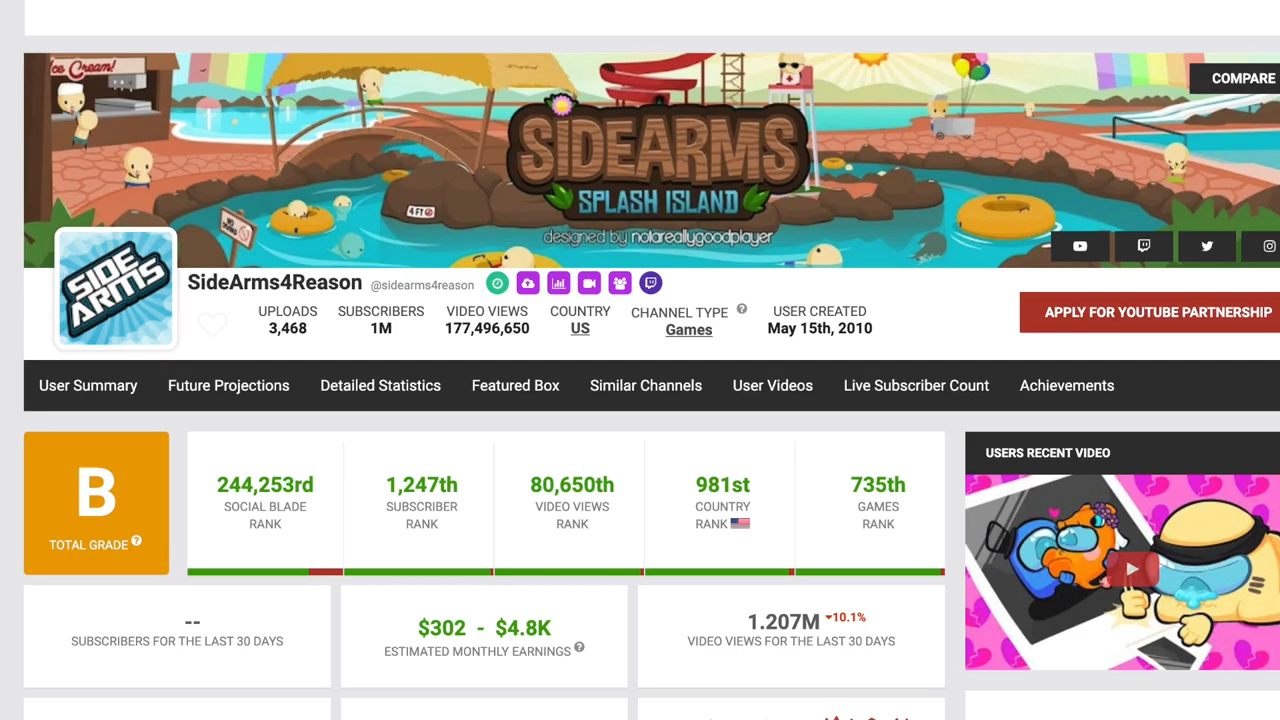 Ice Cream!
COMPARE
SIDEARMS
SPLASH ISLAND
4 FT
NO DIVING
designed by notareallygoodplayer
SIDE
ARMS
SideArms4Reason @sidearms4reason
UPLOADS SUBSCRIBERS VIDEO VIEWS COUNTRY CHANNEL TYPE USER CREATED
3,468 1M 177,496,650 US Games May 15th, 2010
APPLY FOR YOUTUBE PARTNERSHIP
User Summary Future Projections Detailed Statistics Featured Box Similar Channels User Videos Live Subscriber Count Achievements
B
TOTAL GRADE
244,253rd 1,247th 80,650th 981st 735th
SOCIAL BLADE SUBSCRIBER VIDEO VIEWS COUNTRY GAMES
RANK RANK RANK RANK RANK
USERS RECENT VIDEO
-- $302 - $4.8K 1.207M 10.1%
SUBSCRIBERS FOR THE LAST 30 DAYS ESTIMATED MONTHLY EARNINGS VIDEO VIEWS FOR THE LAST 30 DAYS